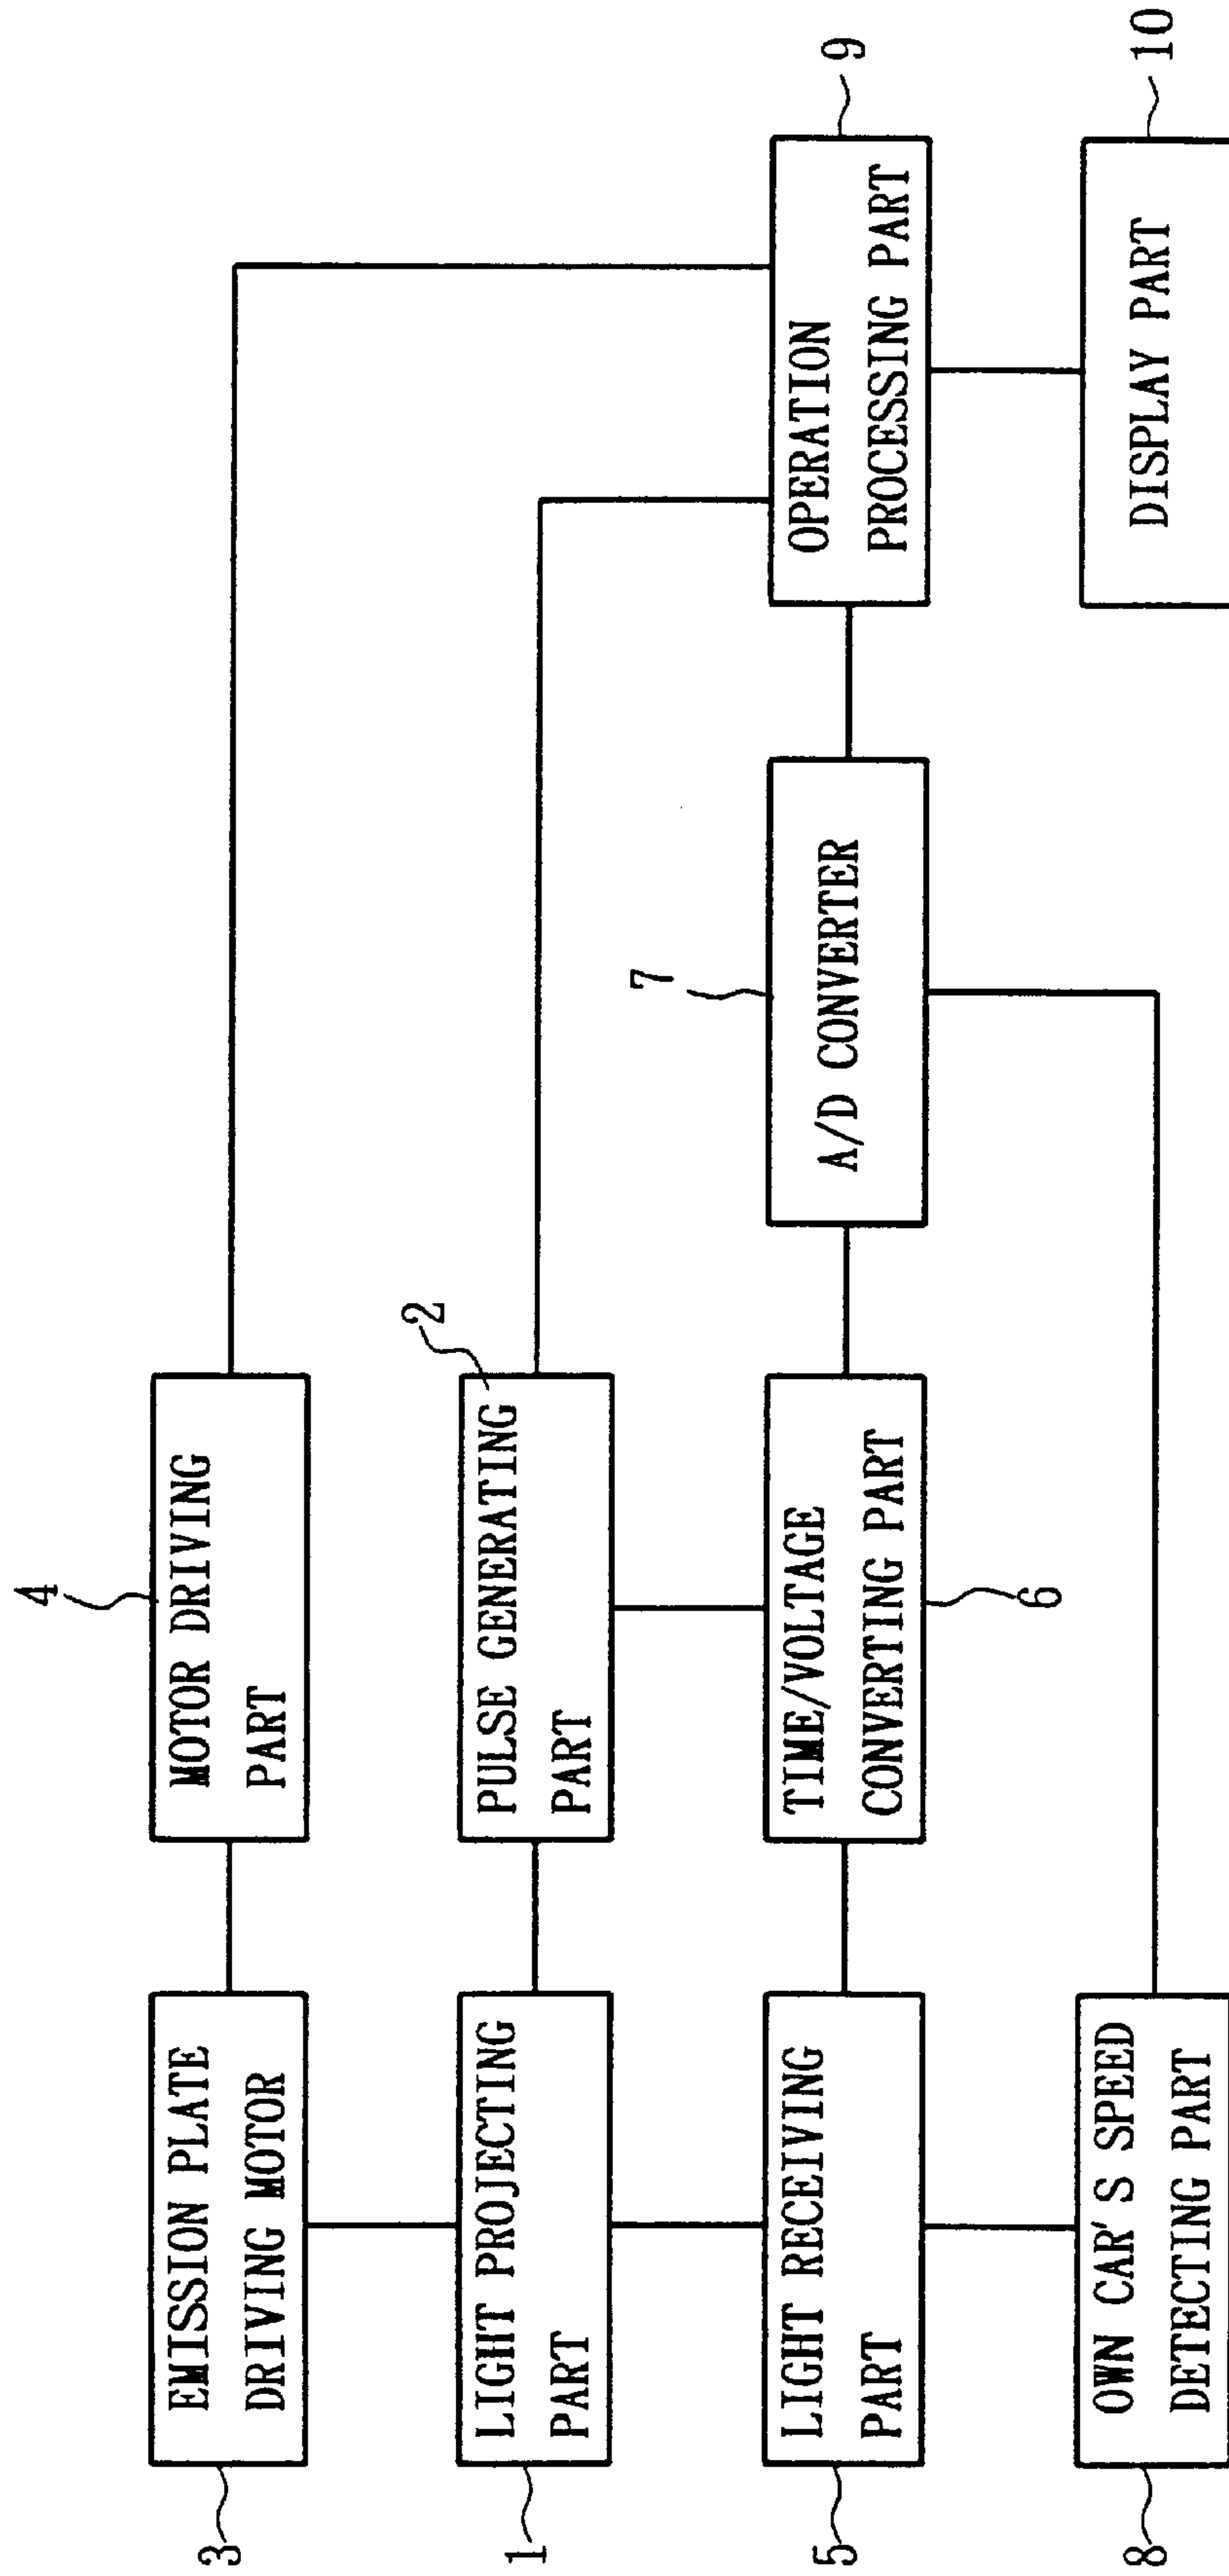 4
3
EMISSION PLATE
DRIVING MOTOR
MOTOR DRIVING
PART
2
1
LIGHT PROJECTING
PART
PULSE GENERATING
PART
7
9
5
LIGHT RECEIVING
PART
TIME/VOLTAGE
CONVERTING PART
A/D CONVERTER
OPERATION
PROCESSING PART
6
8
OWN CAR'S SPEED
DETECTING PART
DISPLAY PART
10